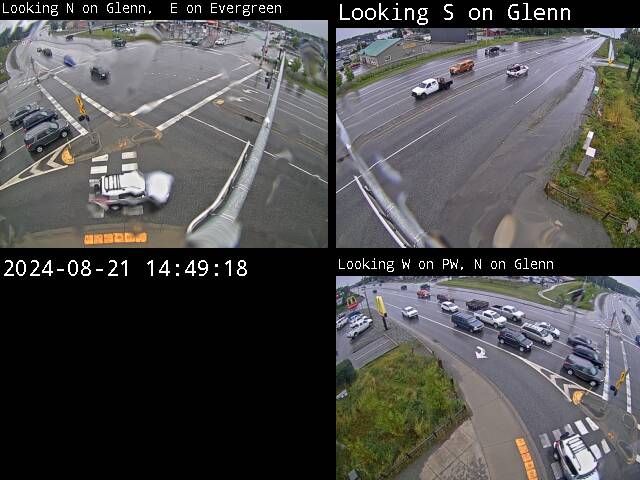 Looking N on Glenn, E on Evergreen
Looking S on Glenn
2024-08-21 14:49:18
Looking W on PW, N on Glenn